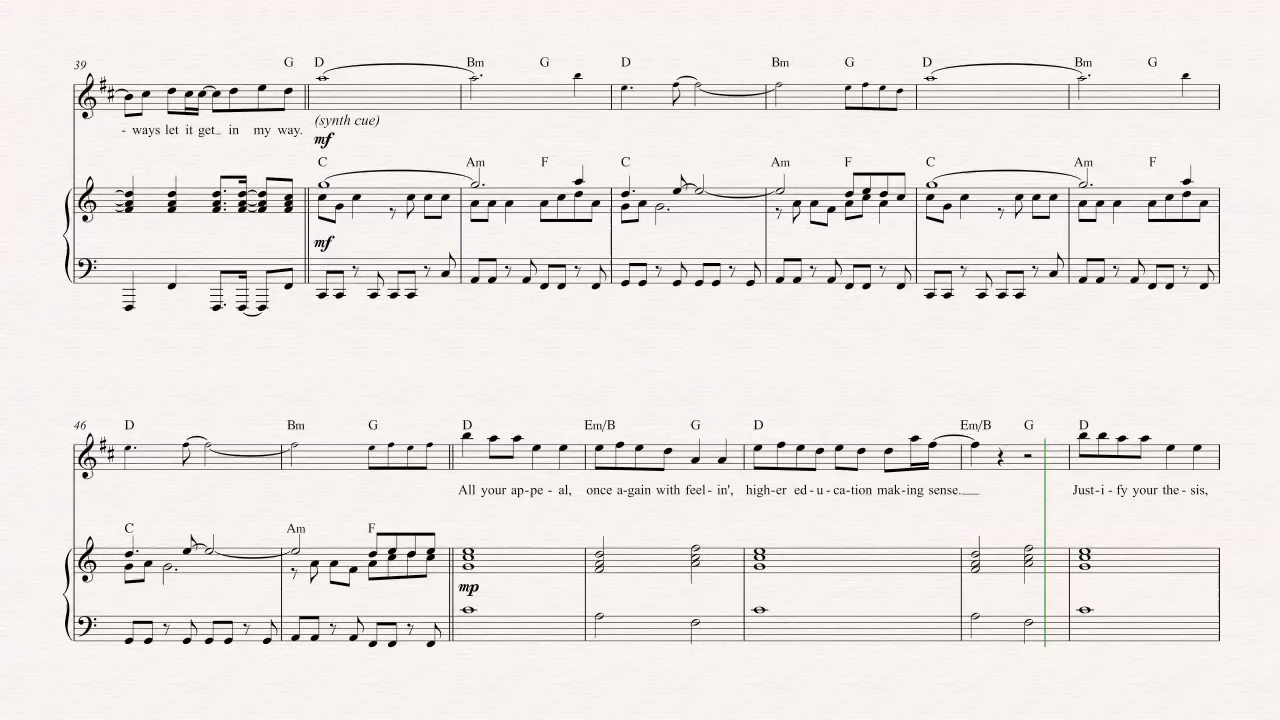 39 G D Bm G D Bm G D Bm G
- ways let it get_ in my way. (synth cue)
mf
C Am F C Am F C Am F
mf
46 D Bm G D Em/B G D Em/B G D
All your ap-pe - al, once a-gain with feel- in', high-er ed - u - ca-tion mak-ing sense.__ Just-i - fy your the - sis,
C Am F
mp